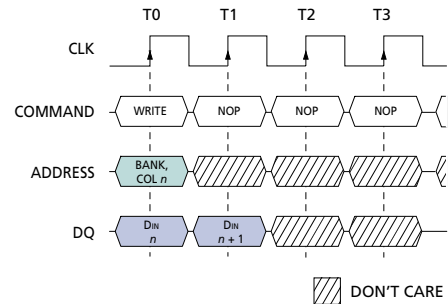 T0 T1 T2 T3
CLK
COMMAND WRITE NOP NOP NOP
ADDRESS BANK,
COL n
DQ DIN
n DIN
n + 1
DON'T CARE